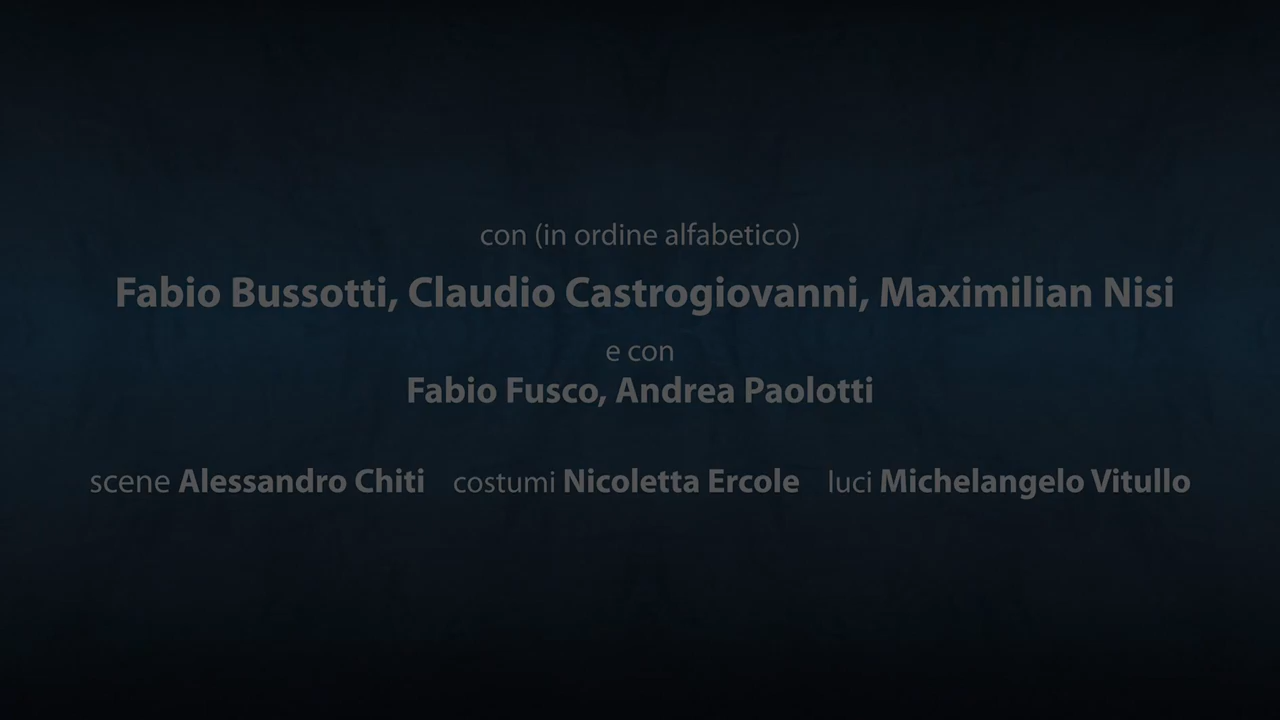 con (in ordine alfabetico)
Fabio Bussotti, Claudio Castrogiovanni, Maximilian Nisi
e con
Fabio Fusco, Andrea Paolotti
scene Alessandro Chiti costumi Nicoletta Ercole luci Michelangelo Vitullo